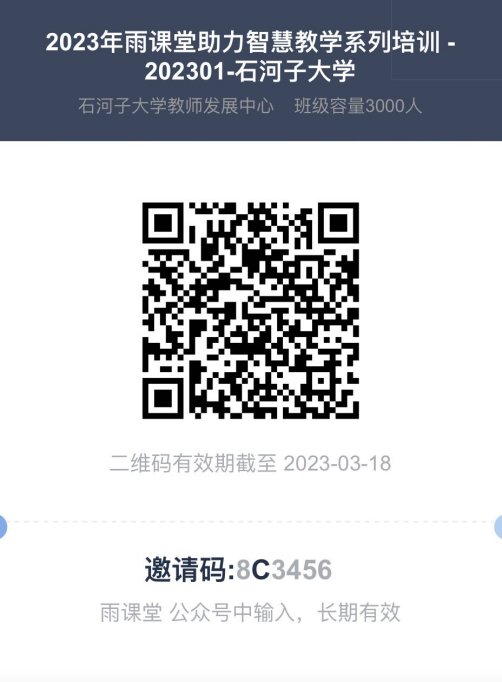 2023年雨课堂助力智慧教学系列培训 -
202301-石河子大学
石河子大学教师发展中心 班级容量3000人
二维码有效期截至 2023-03-18
邀请码:8C3456
雨课堂 公众号中输入，长期有效